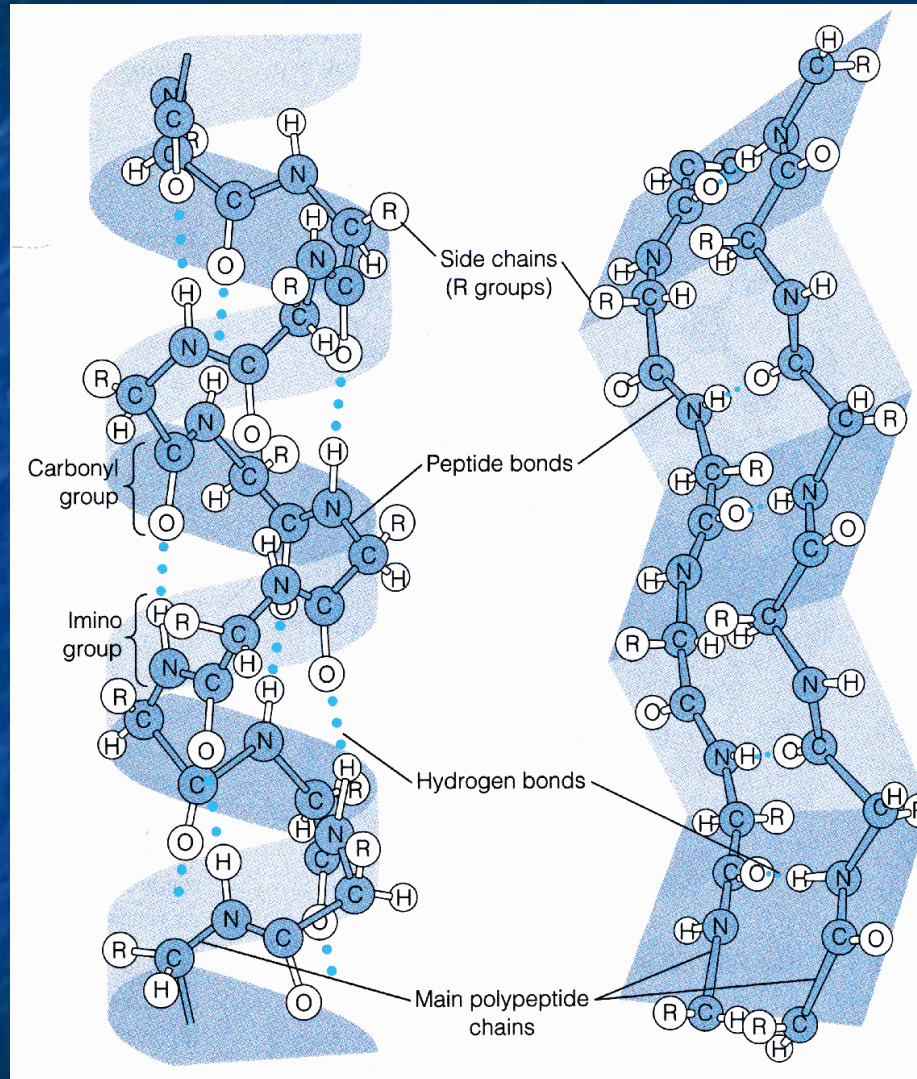 Side chains
(R groups)
Peptide bonds
Carbonyl
group
Imino
group
Hydrogen bonds
Main polypeptide
chains